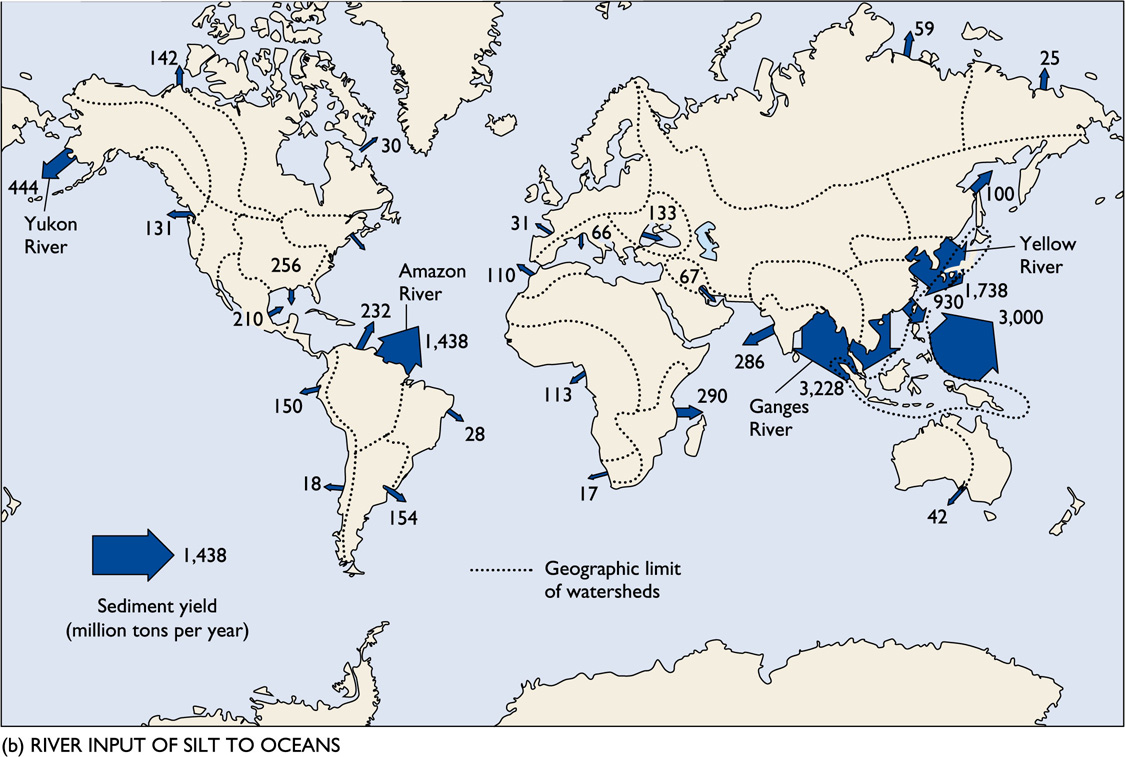 59
142
25
30
444
100
Yukon
River
131
31
66
133
Yellow
River
256
110
67
Amazon
River
1,738
930
210
232
3,000
1,438
286
3,228
113
290
150
Ganges
River
28
18
17
154
42
1,438
Geographic limit
of watersheds
Sediment yield
(million tons per year)
(b) RIVER INPUT OF SILT TO OCEANS